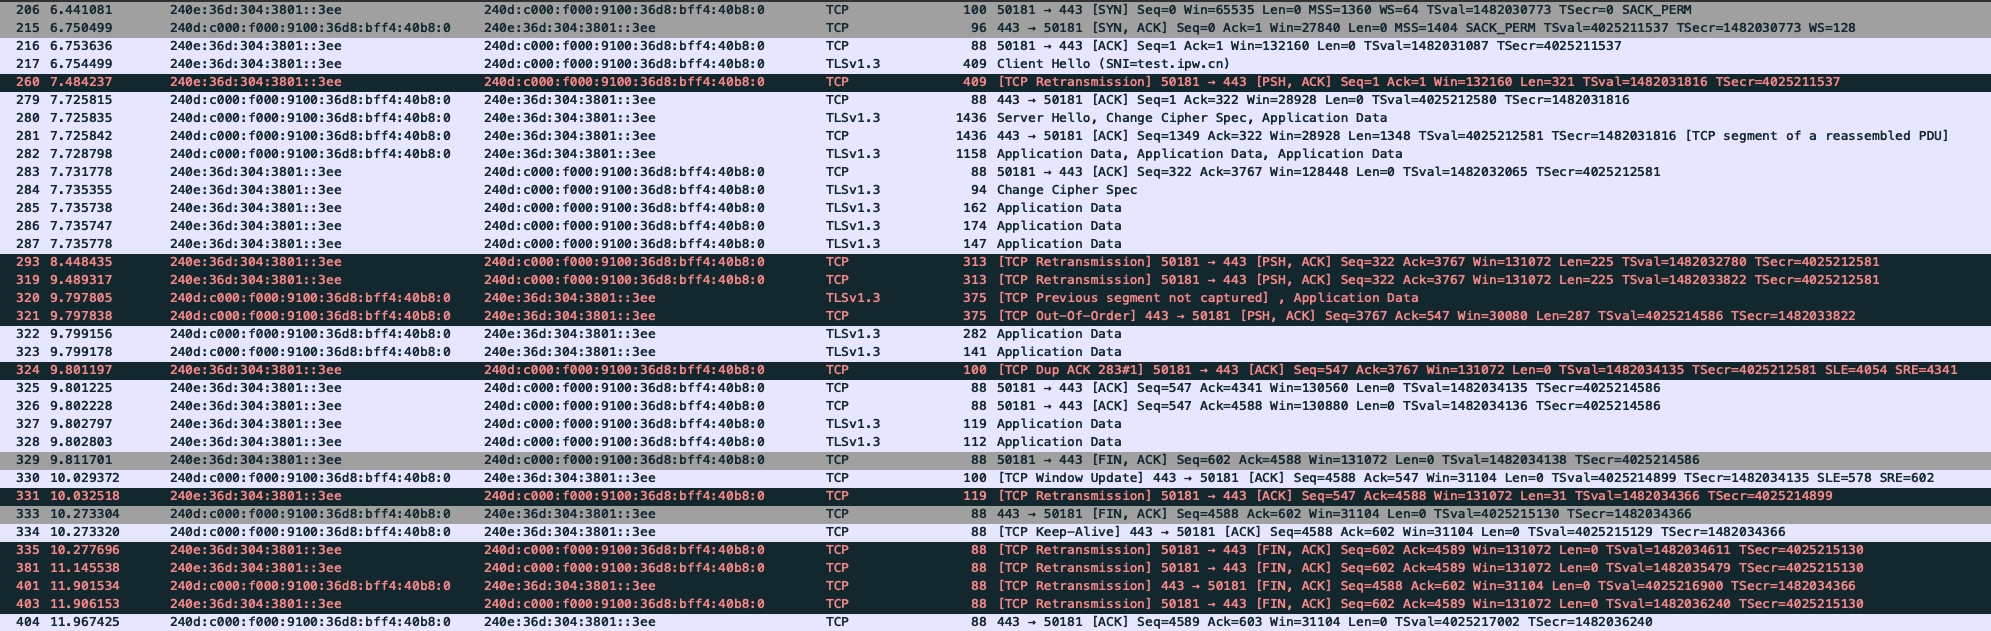 206 6.441081 240e:36d:304:3801::3ee 240d:c000:f000:9100:36d8:bff4:40b8:0 TCP 100 50181 → 443 [SYN] Seq=0 Win=65535 Len=0 MSS=1360 WS=64 TSval=1482030773 TSecr=0 SACK_PERM
215 6.750499 240d:c000:f000:9100:36d8:bff4:40b8:0 240e:36d:304:3801::3ee TCP 96 443 → 50181 [SYN, ACK] Seq=0 Ack=1 Win=27840 Len=0 MSS=1404 SACK_PERM TSval=4025211537 TSecr=1482030773 WS=128
216 6.753636 240e:36d:304:3801::3ee 240d:c000:f000:9100:36d8:bff4:40b8:0 TCP 88 50181 → 443 [ACK] Seq=1 Ack=1 Win=132160 Len=0 TSval=1482031087 TSecr=4025211537
217 6.754499 240e:36d:304:3801::3ee 240d:c000:f000:9100:36d8:bff4:40b8:0 TLSv1.3 409 Client Hello (SNI=test.ipw.cn)
260 7.484237 240e:36d:304:3801::3ee 240d:c000:f000:9100:36d8:bff4:40b8:0 TCP 409 [TCP Retransmission] 50181 → 443 [PSH, ACK] Seq=1 Ack=1 Win=132160 Len=321 TSval=1482031816 TSecr=4025211537
279 7.725815 240d:c000:f000:9100:36d8:bff4:40b8:0 240e:36d:304:3801::3ee TCP 88 443 → 50181 [ACK] Seq=1 Ack=322 Win=28928 Len=0 TSval=4025212580 TSecr=1482031816
280 7.725835 240d:c000:f000:9100:36d8:bff4:40b8:0 240e:36d:304:3801::3ee TLSv1.3 1436 Server Hello, Change Cipher Spec, Application Data
281 7.725842 240d:c000:f000:9100:36d8:bff4:40b8:0 240e:36d:304:3801::3ee TCP 1436 443 → 50181 [ACK] Seq=1349 Ack=322 Win=28928 Len=1348 TSval=4025212581 TSecr=1482031816 [TCP segment of a reassembled PDU]
282 7.728798 240d:c000:f000:9100:36d8:bff4:40b8:0 240e:36d:304:3801::3ee TLSv1.3 1158 Application Data, Application Data, Application Data
283 7.731778 240e:36d:304:3801::3ee 240d:c000:f000:9100:36d8:bff4:40b8:0 TCP 88 50181 → 443 [ACK] Seq=322 Ack=3767 Win=128448 Len=0 TSval=1482032065 TSecr=4025212581
284 7.735355 240e:36d:304:3801::3ee 240d:c000:f000:9100:36d8:bff4:40b8:0 TLSv1.3 94 Change Cipher Spec
285 7.735738 240e:36d:304:3801::3ee 240d:c000:f000:9100:36d8:bff4:40b8:0 TLSv1.3 162 Application Data
286 7.735747 240e:36d:304:3801::3ee 240d:c000:f000:9100:36d8:bff4:40b8:0 TLSv1.3 174 Application Data
287 7.735778 240e:36d:304:3801::3ee 240d:c000:f000:9100:36d8:bff4:40b8:0 TLSv1.3 147 Application Data
293 8.448435 240e:36d:304:3801::3ee 240d:c000:f000:9100:36d8:bff4:40b8:0 TCP 313 [TCP Retransmission] 50181 → 443 [PSH, ACK] Seq=322 Ack=3767 Win=131072 Len=225 TSval=1482032780 TSecr=4025212581
319 9.489317 240e:36d:304:3801::3ee 240d:c000:f000:9100:36d8:bff4:40b8:0 TCP 313 [TCP Retransmission] 50181 → 443 [PSH, ACK] Seq=322 Ack=3767 Win=131072 Len=225 TSval=1482033822 TSecr=4025212581
320 9.797805 240d:c000:f000:9100:36d8:bff4:40b8:0 240e:36d:304:3801::3ee TLSv1.3 375 [TCP Previous segment not captured] , Application Data
321 9.797838 240d:c000:f000:9100:36d8:bff4:40b8:0 240e:36d:304:3801::3ee TCP 375 [TCP Out-Of-Order] 443 → 50181 [PSH, ACK] Seq=3767 Ack=547 Win=30080 Len=287 TSval=4025214586 TSecr=1482033822
322 9.799156 240d:c000:f000:9100:36d8:bff4:40b8:0 240e:36d:304:3801::3ee TLSv1.3 282 Application Data
323 9.799178 240d:c000:f000:9100:36d8:bff4:40b8:0 240e:36d:304:3801::3ee TLSv1.3 141 Application Data
324 9.801197 240e:36d:304:3801::3ee 240d:c000:f000:9100:36d8:bff4:40b8:0 TCP 100 [TCP Dup ACK 283#1] 50181 → 443 [ACK] Seq=547 Ack=3767 Win=131072 Len=0 TSval=1482034135 TSecr=4025212581 SLE=4054 SRE=4341
325 9.801225 240e:36d:304:3801::3ee 240d:c000:f000:9100:36d8:bff4:40b8:0 TCP 88 50181 → 443 [ACK] Seq=547 Ack=4341 Win=130560 Len=0 TSval=1482034135 TSecr=4025214586
326 9.802228 240e:36d:304:3801::3ee 240d:c000:f000:9100:36d8:bff4:40b8:0 TCP 88 50181 → 443 [ACK] Seq=547 Ack=4588 Win=130880 Len=0 TSval=1482034136 TSecr=4025214586
327 9.802797 240e:36d:304:3801::3ee 240d:c000:f000:9100:36d8:bff4:40b8:0 TLSv1.3 119 Application Data
328 9.802803 240e:36d:304:3801::3ee 240d:c000:f000:9100:36d8:bff4:40b8:0 TLSv1.3 112 Application Data
329 9.811701 240e:36d:304:3801::3ee 240d:c000:f000:9100:36d8:bff4:40b8:0 TCP 88 50181 → 443 [FIN, ACK] Seq=602 Ack=4588 Win=131072 Len=0 TSval=1482034138 TSecr=4025214586
330 10.029372 240d:c000:f000:9100:36d8:bff4:40b8:0 240e:36d:304:3801::3ee TCP 100 [TCP Window Update] 443 → 50181 [ACK] Seq=4588 Ack=547 Win=31104 Len=0 TSval=4025214899 TSecr=1482034135 SLE=578 SRE=602
331 10.032518 240e:36d:304:3801::3ee 240d:c000:f000:9100:36d8:bff4:40b8:0 TCP 119 [TCP Retransmission] 50181 → 443 [ACK] Seq=547 Ack=4588 Win=131072 Len=31 TSval=1482034366 TSecr=4025214899
333 10.273304 240d:c000:f000:9100:36d8:bff4:40b8:0 240e:36d:304:3801::3ee TCP 88 443 → 50181 [FIN, ACK] Seq=4588 Ack=602 Win=31104 Len=0 TSval=4025215130 TSecr=1482034366
334 10.273320 240d:c000:f000:9100:36d8:bff4:40b8:0 240e:36d:304:3801::3ee TCP 88 [TCP Keep-Alive] 443 → 50181 [ACK] Seq=4588 Ack=602 Win=31104 Len=0 TSval=4025215129 TSecr=1482034366
335 10.277696 240e:36d:304:3801::3ee 240d:c000:f000:9100:36d8:bff4:40b8:0 TCP 88 [TCP Retransmission] 50181 → 443 [FIN, ACK] Seq=602 Ack=4589 Win=131072 Len=0 TSval=1482034611 TSecr=4025215130
381 11.145538 240e:36d:304:3801::3ee 240d:c000:f000:9100:36d8:bff4:40b8:0 TCP 88 [TCP Retransmission] 50181 → 443 [FIN, ACK] Seq=602 Ack=4589 Win=131072 Len=0 TSval=1482035479 TSecr=4025215130
401 11.901534 240d:c000:f000:9100:36d8:bff4:40b8:0 240e:36d:304:3801::3ee TCP 88 [TCP Retransmission] 443 → 50181 [FIN, ACK] Seq=4588 Ack=602 Win=31104 Len=0 TSval=4025216900 TSecr=1482034366
403 11.906153 240e:36d:304:3801::3ee 240d:c000:f000:9100:36d8:bff4:40b8:0 TCP 88 [TCP Retransmission] 50181 → 443 [FIN, ACK] Seq=602 Ack=4589 Win=131072 Len=0 TSval=1482036240 TSecr=4025215130
404 11.967425 240d:c000:f000:9100:36d8:bff4:40b8:0 240e:36d:304:3801::3ee TCP 88 443 → 50181 [ACK] Seq=4589 Ack=603 Win=31104 Len=0 TSval=4025217002 TSecr=1482036240